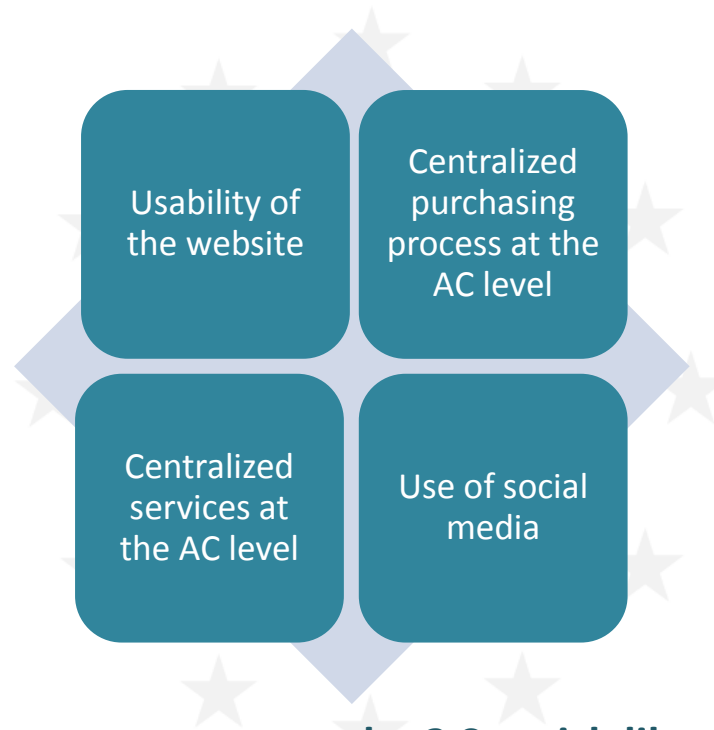 Usability of
the website
Centralized
purchasing
process at the
AC level
Centralized
services at
the AC level
Use of social
media